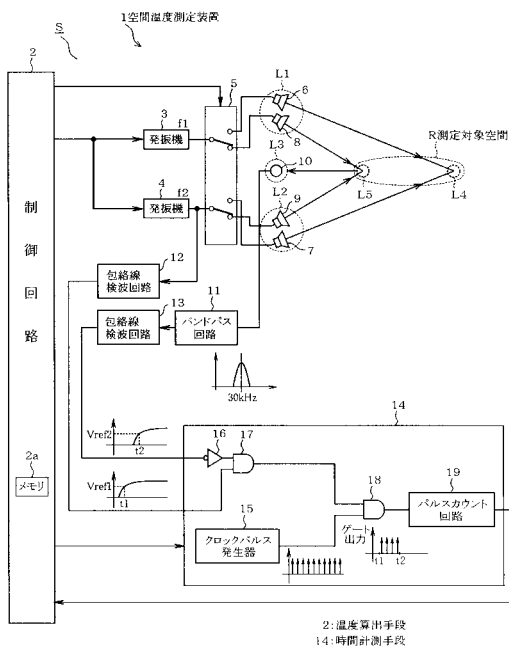 1空間温度測定装置
S
2
制御回路
3
f1
発振機
4
f2
発振機
5
L1
6
8
L3
10
L2
9
7
R測定対象空間
L5
L4
12
包絡線
検波回路
13
包絡線
検波回路
11
バンドパス
回路
30kHz
14
Vref2
t2
16
17
2a
メモリ
Vref1
t1
15
クロックパルス
発生器
18
ゲート
出力
t1 t2
19
パルスカウント
回路
2:温度算出手段
14:時間計測手段